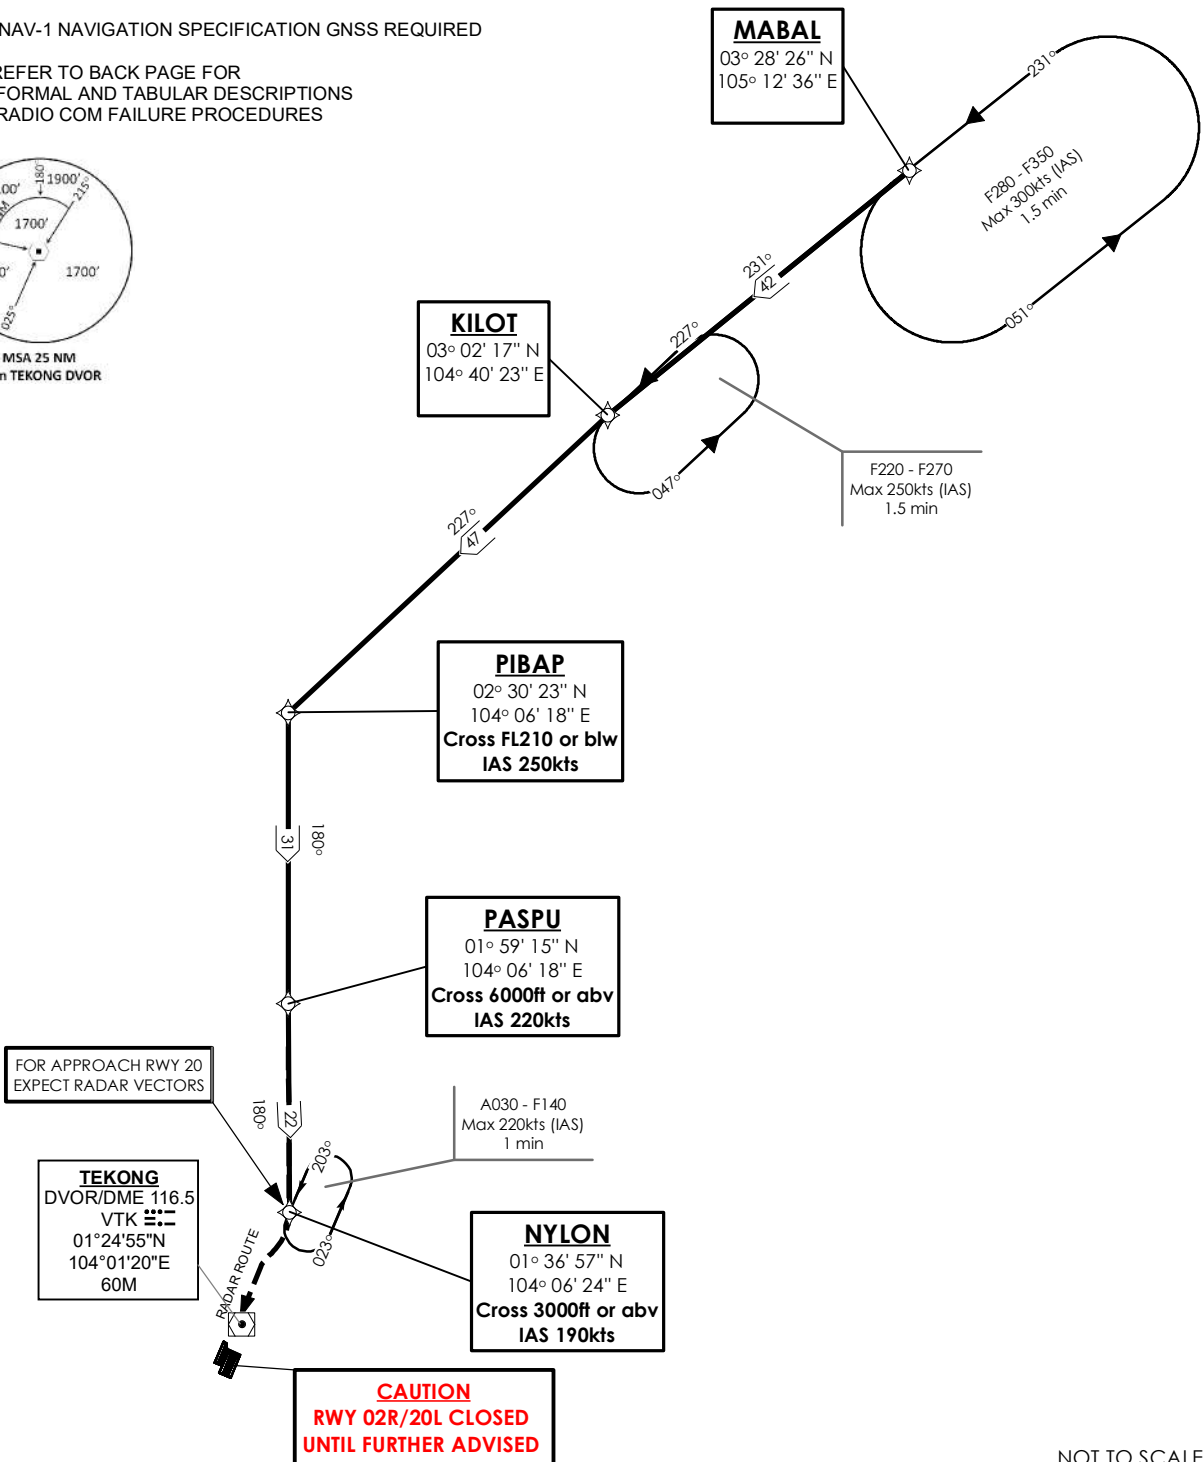 NAV-1 NAVIGATION SPECIFICATION GNSS REQUIRED
REFER TO BACK PAGE FOR
FORMAL AND TABULAR DESCRIPTIONS
RADIO COM FAILURE PROCEDURES
180°
1900'
215°
1700'
1700'
025°
MSA 25 NM
TEKONG DVOR
MABAL
03° 28' 26" N
105° 12' 36" E
231°
F280 - F350
Max 300kts (IAS)
1.5 min
051°
231°
42
KILOT
03° 02' 17" N
104° 40' 23" E
227°
047°
F220 - F270
Max 250kts (IAS)
1.5 min
227°
47
PIBAP
02° 30' 23" N
104° 06' 18" E
Cross FL210 or blw
IAS 250kts
31
180°
PASPU
01° 59' 15" N
104° 06' 18" E
Cross 6000ft or abv
IAS 220kts
FOR APPROACH RWY 20
EXPECT RADAR VECTORS
180°
22
A030 - F140
Max 220kts (IAS)
1 min
203°
023°
TEKONG
DVOR/DME 116.5
VTK
01°24'55"N
104°01'20"E
60M
RADAR ROUTE
NYLON
01° 36' 57" N
104° 06' 24" E
Cross 3000ft or abv
IAS 190kts
CAUTION
RWY 02R/20L CLOSED
UNTIL FURTHER ADVISED
NOT TO SCALE